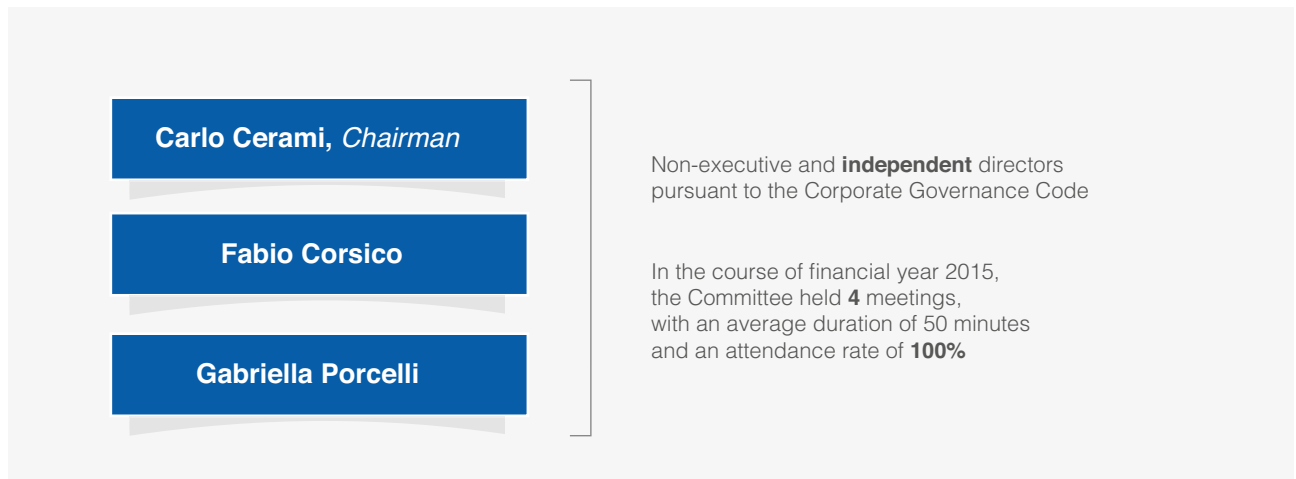 Carlo Cerami, Chairman
Fabio Corsico
Gabriella Porcelli
Non-executive and independent directors
pursuant to the Corporate Governance Code
In the course of financial year 2015,
the Committee held 4 meetings,
with an average duration of 50 minutes
and an attendance rate of 100%